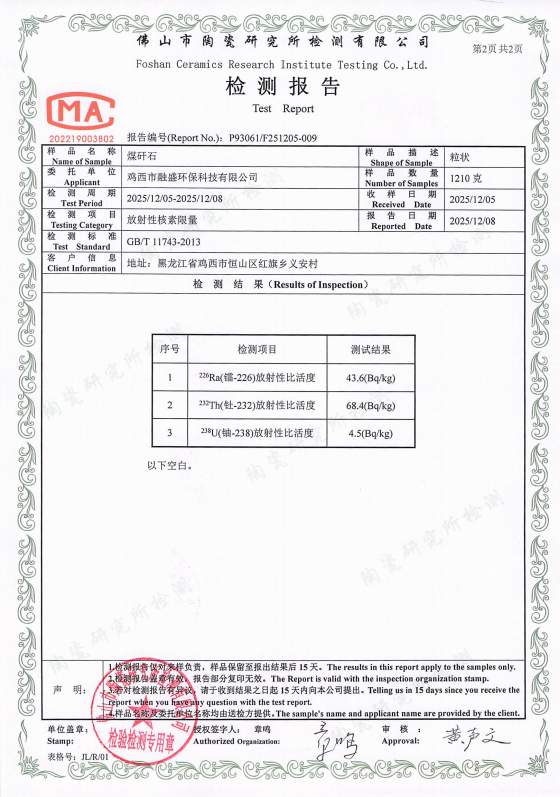 佛山市陶瓷研究所检测有限公司
第2页 共2页
Foshan Ceramics Research Institute Testing Co.,Ltd.
检测报告
Test Report
CMA
202219003802
报告编号(Report No.): P93061/F251205-009
样品名称 煤矸石 样品描述 粒状
Name of Sample Shape of Sample
委托单位 鸡西市融盛环保科技有限公司 样品数量 1210 克
Applicant Number of Samples
检测周期 2025/12/05-2025/12/08 收样日期 2025/12/05
Test Period Received Date
检测项目 放射性核素限量 报告日期 2025/12/08
Testing Category Reported Date
检测标准 GB/T 11743-2013
Test Standard
客户信息 地址：黑龙江省鸡西市恒山区红旗乡义安村
Client Information
检测结果（Results of Inspection）
序号 检测项目 测试结果
1 ²²⁶Ra(镭-226)放射性比活度 43.6(Bq/kg)
2 ²³²Th(钍-232)放射性比活度 68.4(Bq/kg)
3 ²³⁸U(铀-238)放射性比活度 4.5(Bq/kg)
以下空白。
声明：
1.检测报告仅对来样负责，样品保留至报出结果后 15 天。The results in this report apply to the samples only.
2.检测报告盖章有效，报告部分复印无效。The Report is valid with the inspection organization stamp.
3.若对检测报告有异议，请于收到结果之日起 15 天内向本公司提出。Telling us in 15 days since you receive the
report when you have any question with the test report.
4.样品名称及委托单位名称均由送检方提供。The sample's name and applicant name are provided by the client.
单位盖章： 授权签字人： 章鸣 审核：
Stamp: Authorized Organization: Approval:
检验检测专用章
表格号：JL/R/01